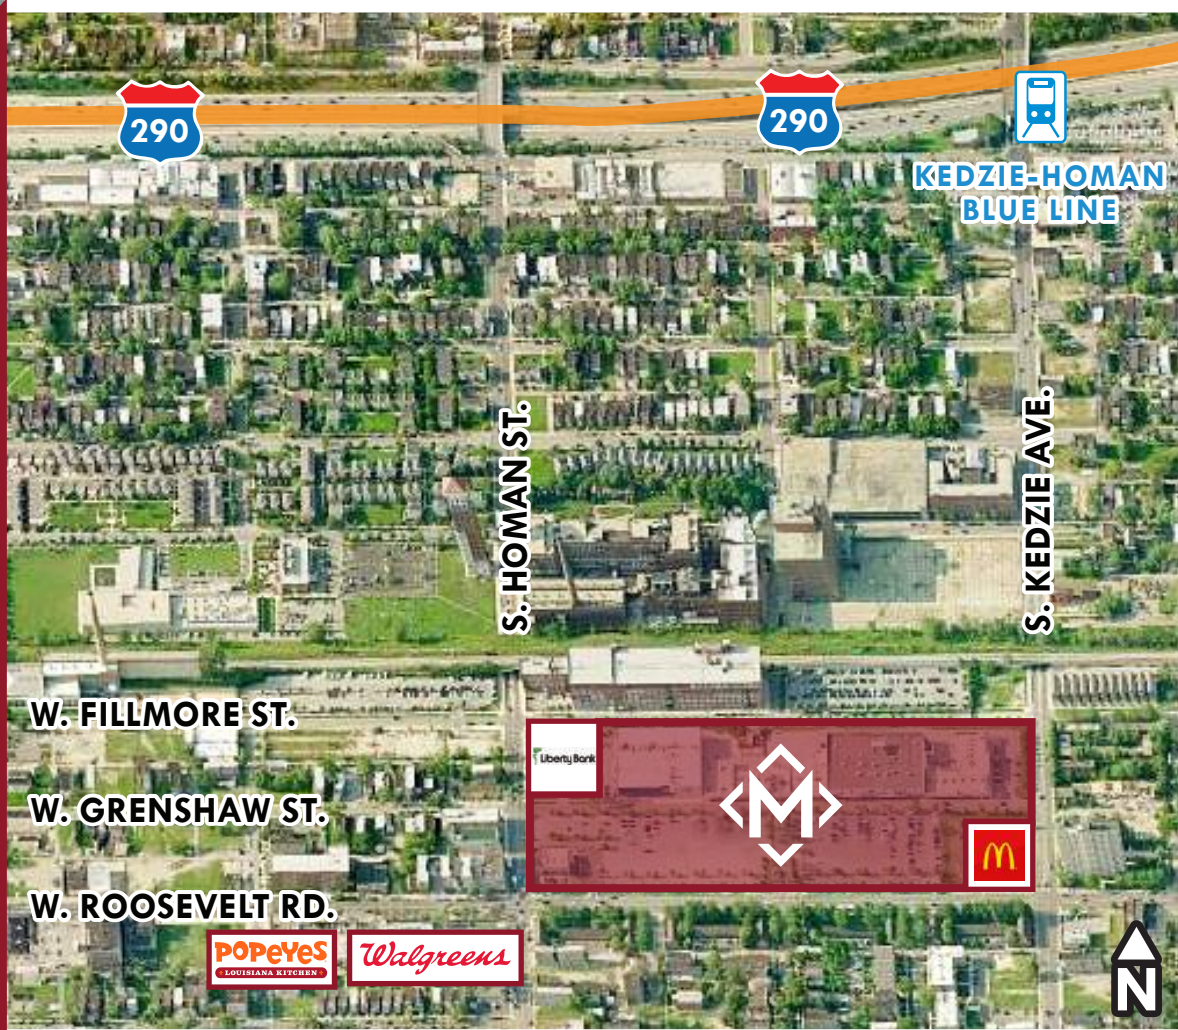 290
290
KEDZIE-HOMAN
BLUE LINE
S. HOMAN ST.
S. KEDZIE AVE.
W. FILLMORE ST.
Liberty Bank
W. GRENSHAW ST.
M
W. ROOSEVELT RD.
POPEYES
LOUISIANA KITCHEN
Walgreens
N